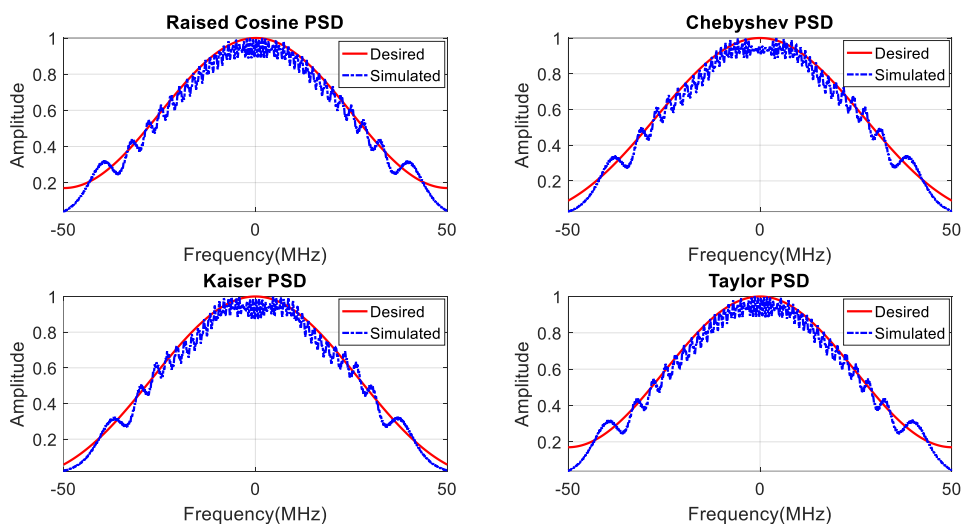 Raised Cosine PSD
1
0.8
0.6
0.4
0.2
Amplitude
Desired
Simulated
-50
0
50
Frequency(MHz)
Chebyshev PSD
1
0.8
0.6
0.4
0.2
Amplitude
Desired
Simulated
-50
0
50
Frequency(MHz)
Kaiser PSD
1
0.8
0.6
0.4
0.2
Amplitude
Desired
Simulated
-50
0
50
Frequency(MHz)
Taylor PSD
1
0.8
0.6
0.4
0.2
Amplitude
Desired
Simulated
-50
0
50
Frequency(MHz)